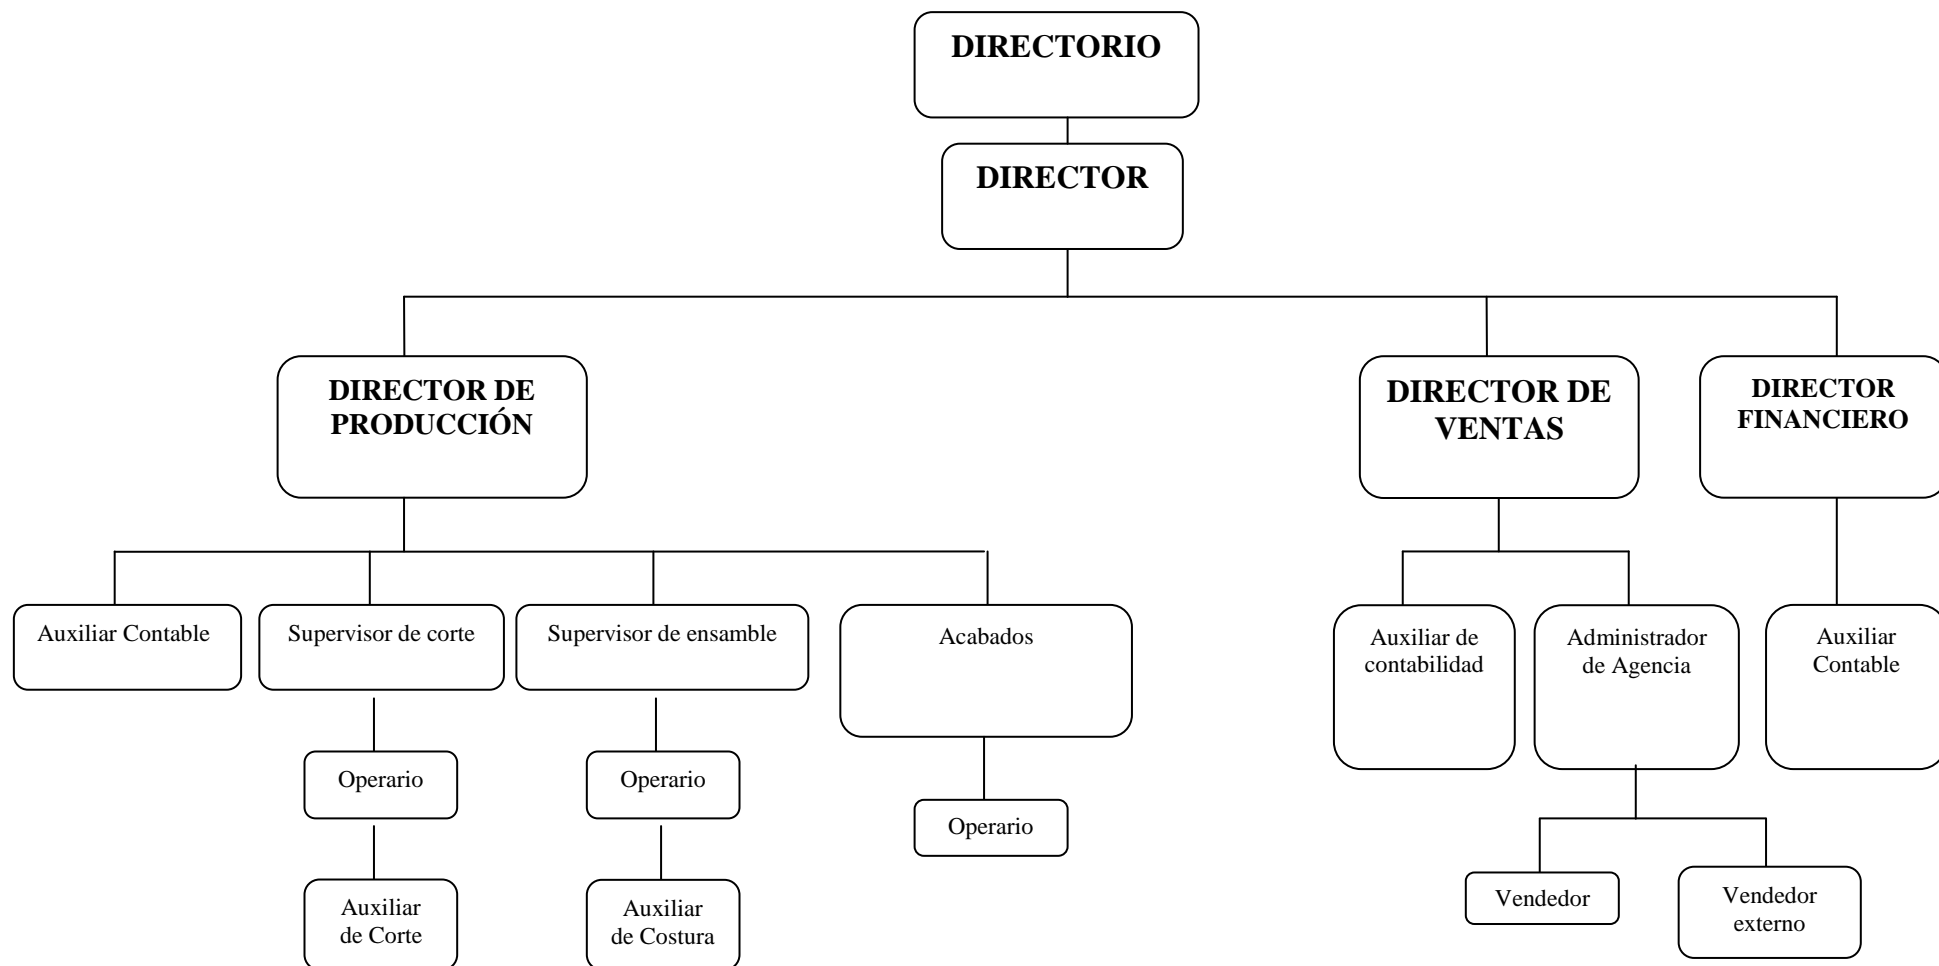 DIRECTORIO
DIRECTOR
DIRECTOR DE
PRODUCCIÓN
DIRECTOR DE
VENTAS
DIRECTOR
FINANCIERO
Auxiliar Contable
Supervisor de corte
Supervisor de ensamble
Acabados
Auxiliar de
contabilidad
Administrador
de Agencia
Auxiliar
Contable
Operario
Operario
Operario
Auxiliar
de Corte
Auxiliar
de Costura
Vendedor
Vendedor
externo